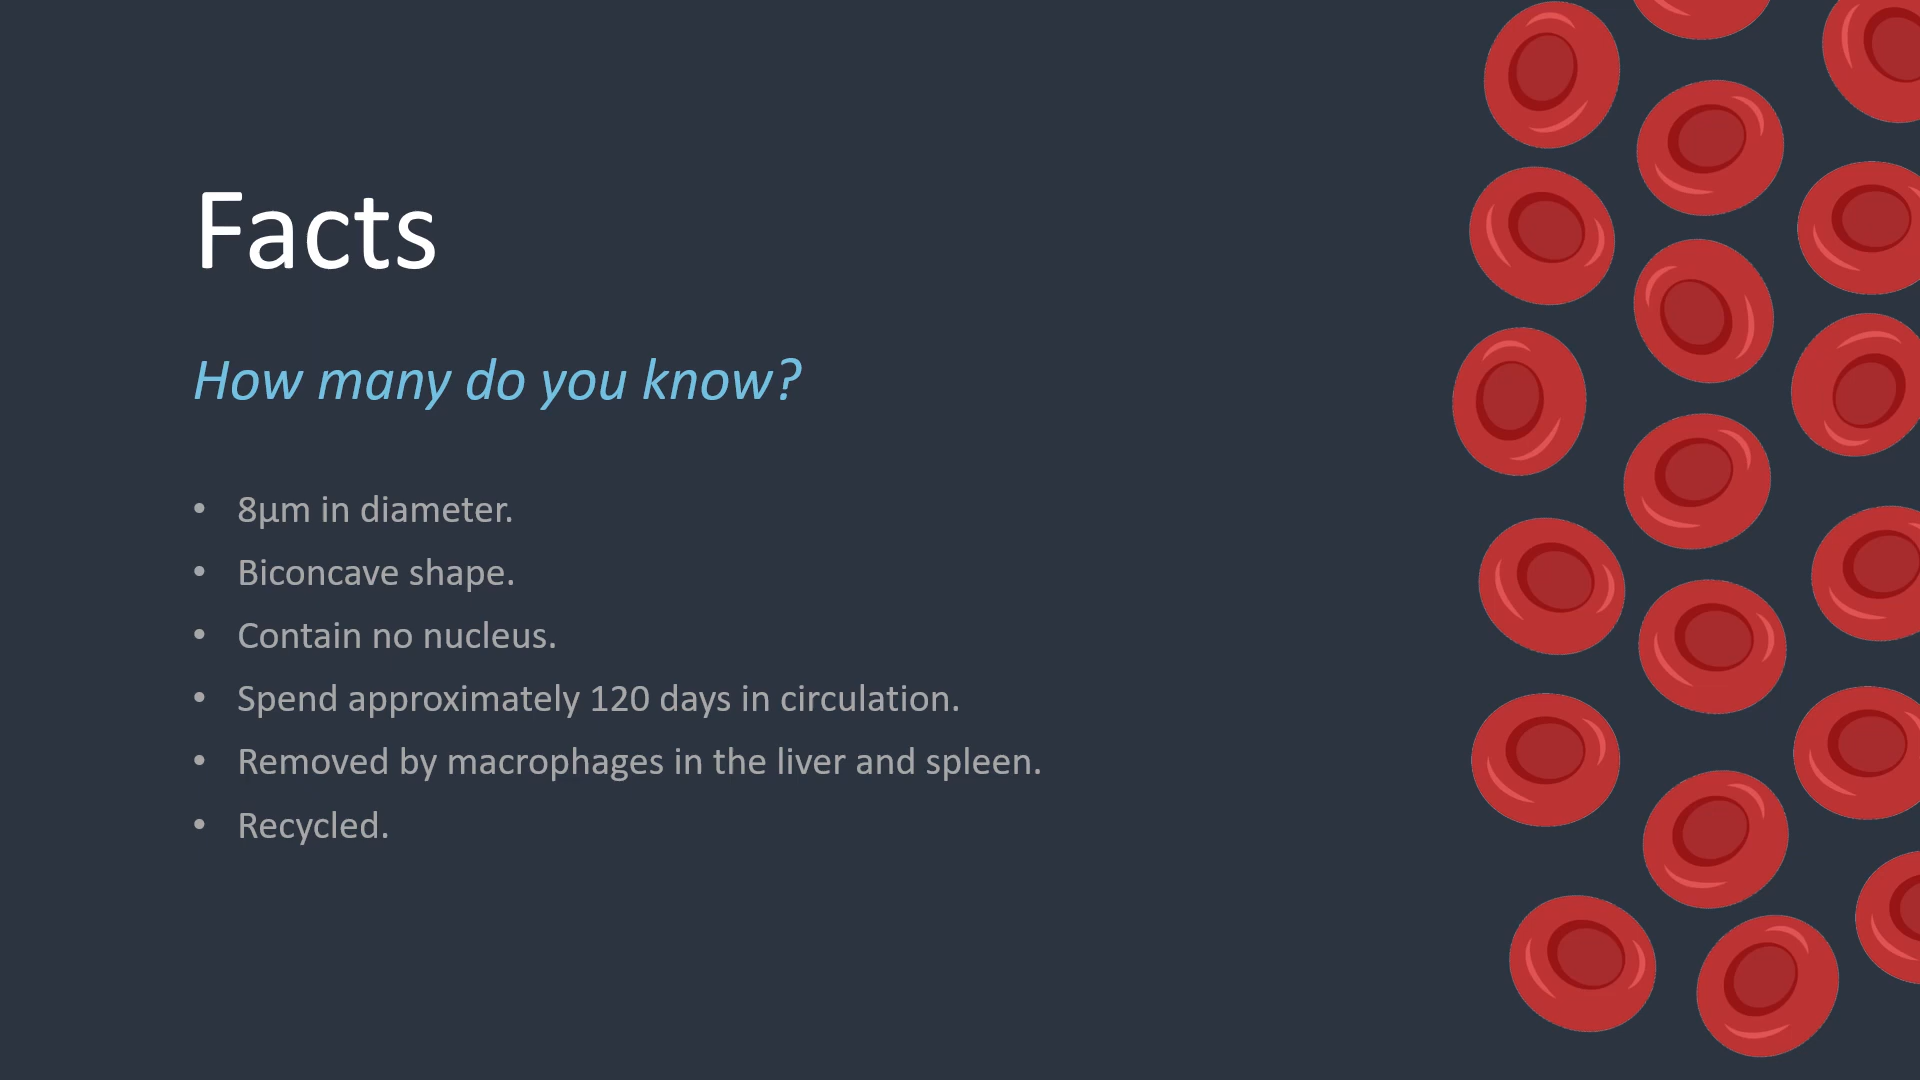 Facts
How many do you know?
• 8µm in diameter.
• Biconcave shape.
• Contain no nucleus.
• Spend approximately 120 days in circulation.
• Removed by macrophages in the liver and spleen.
• Recycled.